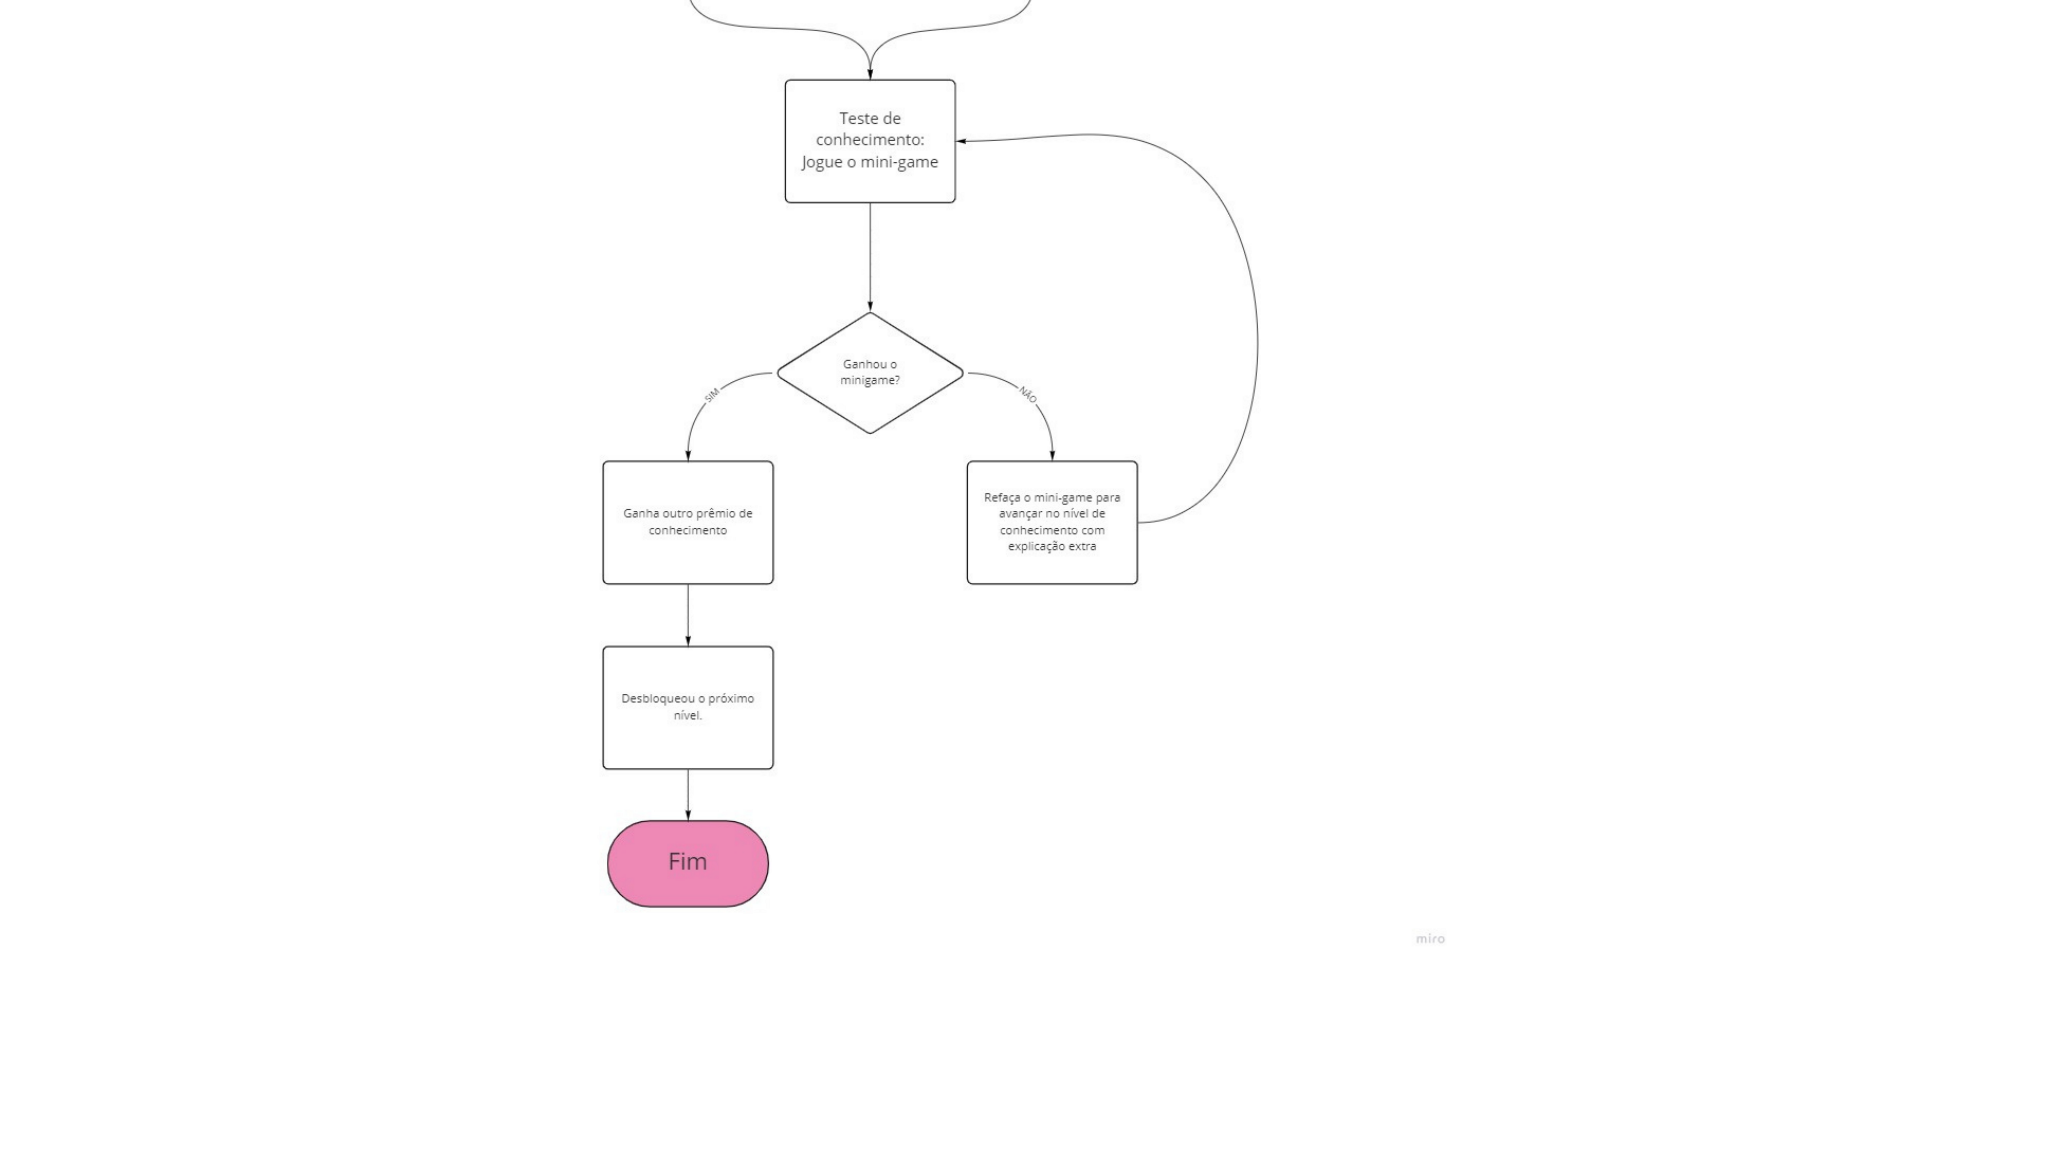 Teste de
conhecimento:
Jogue o mini-game
Ganhou o
minigame?
SIM
NÃO
Ganha outro prêmio de
conhecimento
Refaça o mini-game para
avançar no nível de
conhecimento com
explicação extra
Desbloqueou o próximo
nível.
Fim
miro